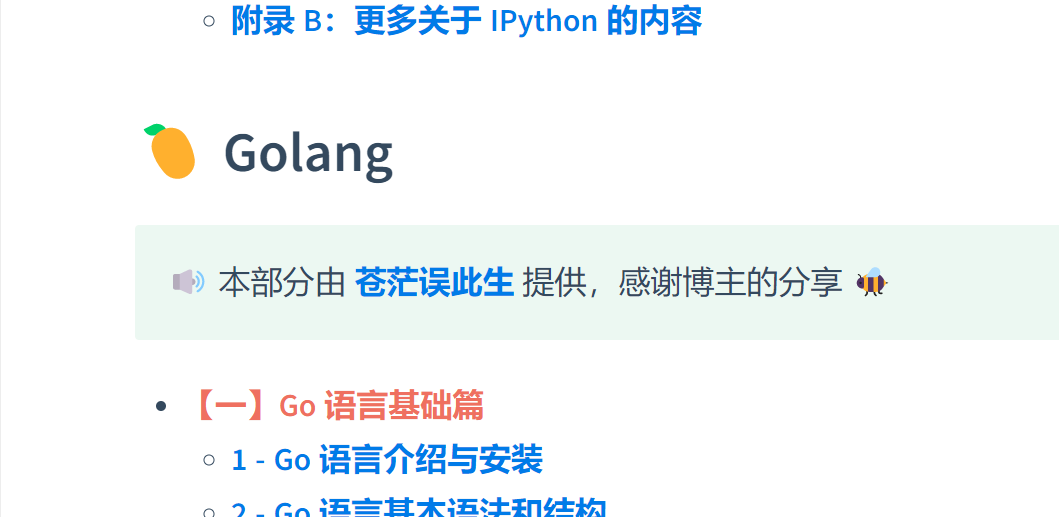 附录 B：更多关于 IPython 的内容
Golang
本部分由 苍茫误此生 提供，感谢博主的分享
【一】Go 语言基础篇
1 - Go 语言介绍与安装
2 - Go 语言基本语法和结构